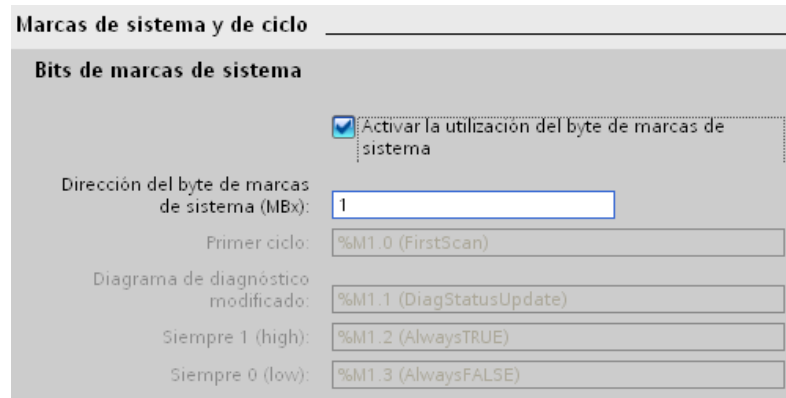 Marcas de sistema y de ciclo
Bits de marcas de sistema
Activar la utilización del byte de marcas de
sistema
Dirección del byte de marcas
de sistema (MBx):
1
Primer ciclo:
%M1.0 (FirstScan)
Diagrama de diagnóstico
modificado:
%M1.1 (DiagStatusUpdate)
Siempre 1 (high):
%M1.2 (AlwaysTRUE)
Siempre 0 (low):
%M1.3 (AlwaysFALSE)